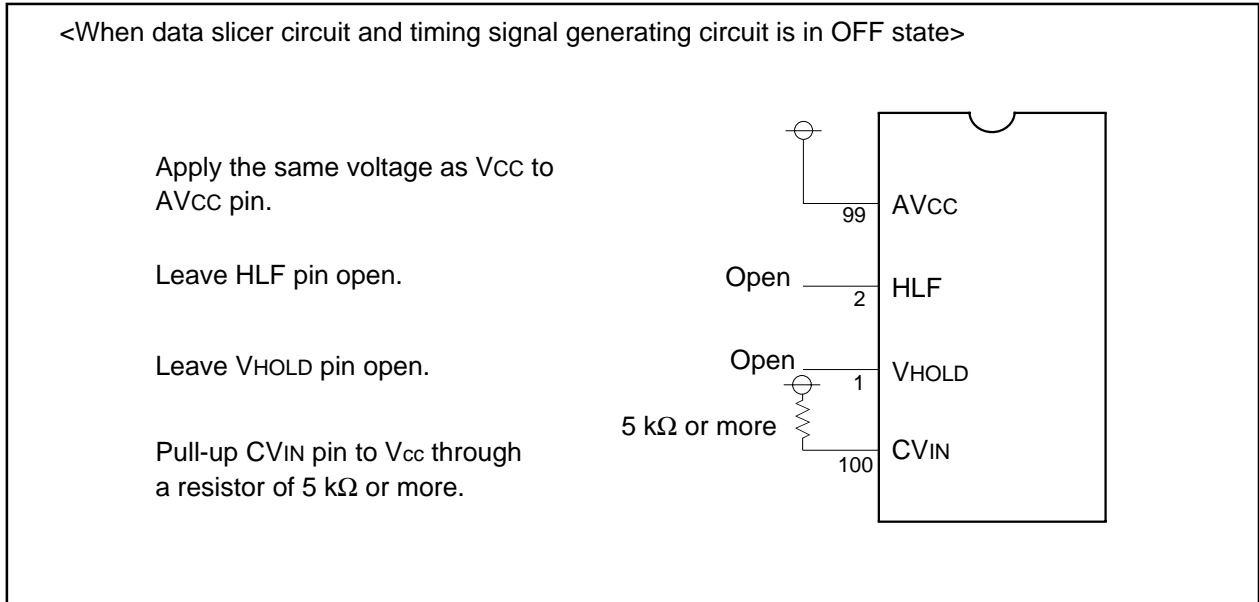 <When data slicer circuit and timing signal generating circuit is in OFF state>
Apply the same voltage as VCC to
AVCC pin.
Leave HLF pin open.
Leave VHOLD pin open.
Pull-up CVIN pin to Vcc through
a resistor of 5 kΩ or more.
99 AVCC
Open 2 HLF
Open 1 VHOLD
5 kΩ or more
100 CVIN